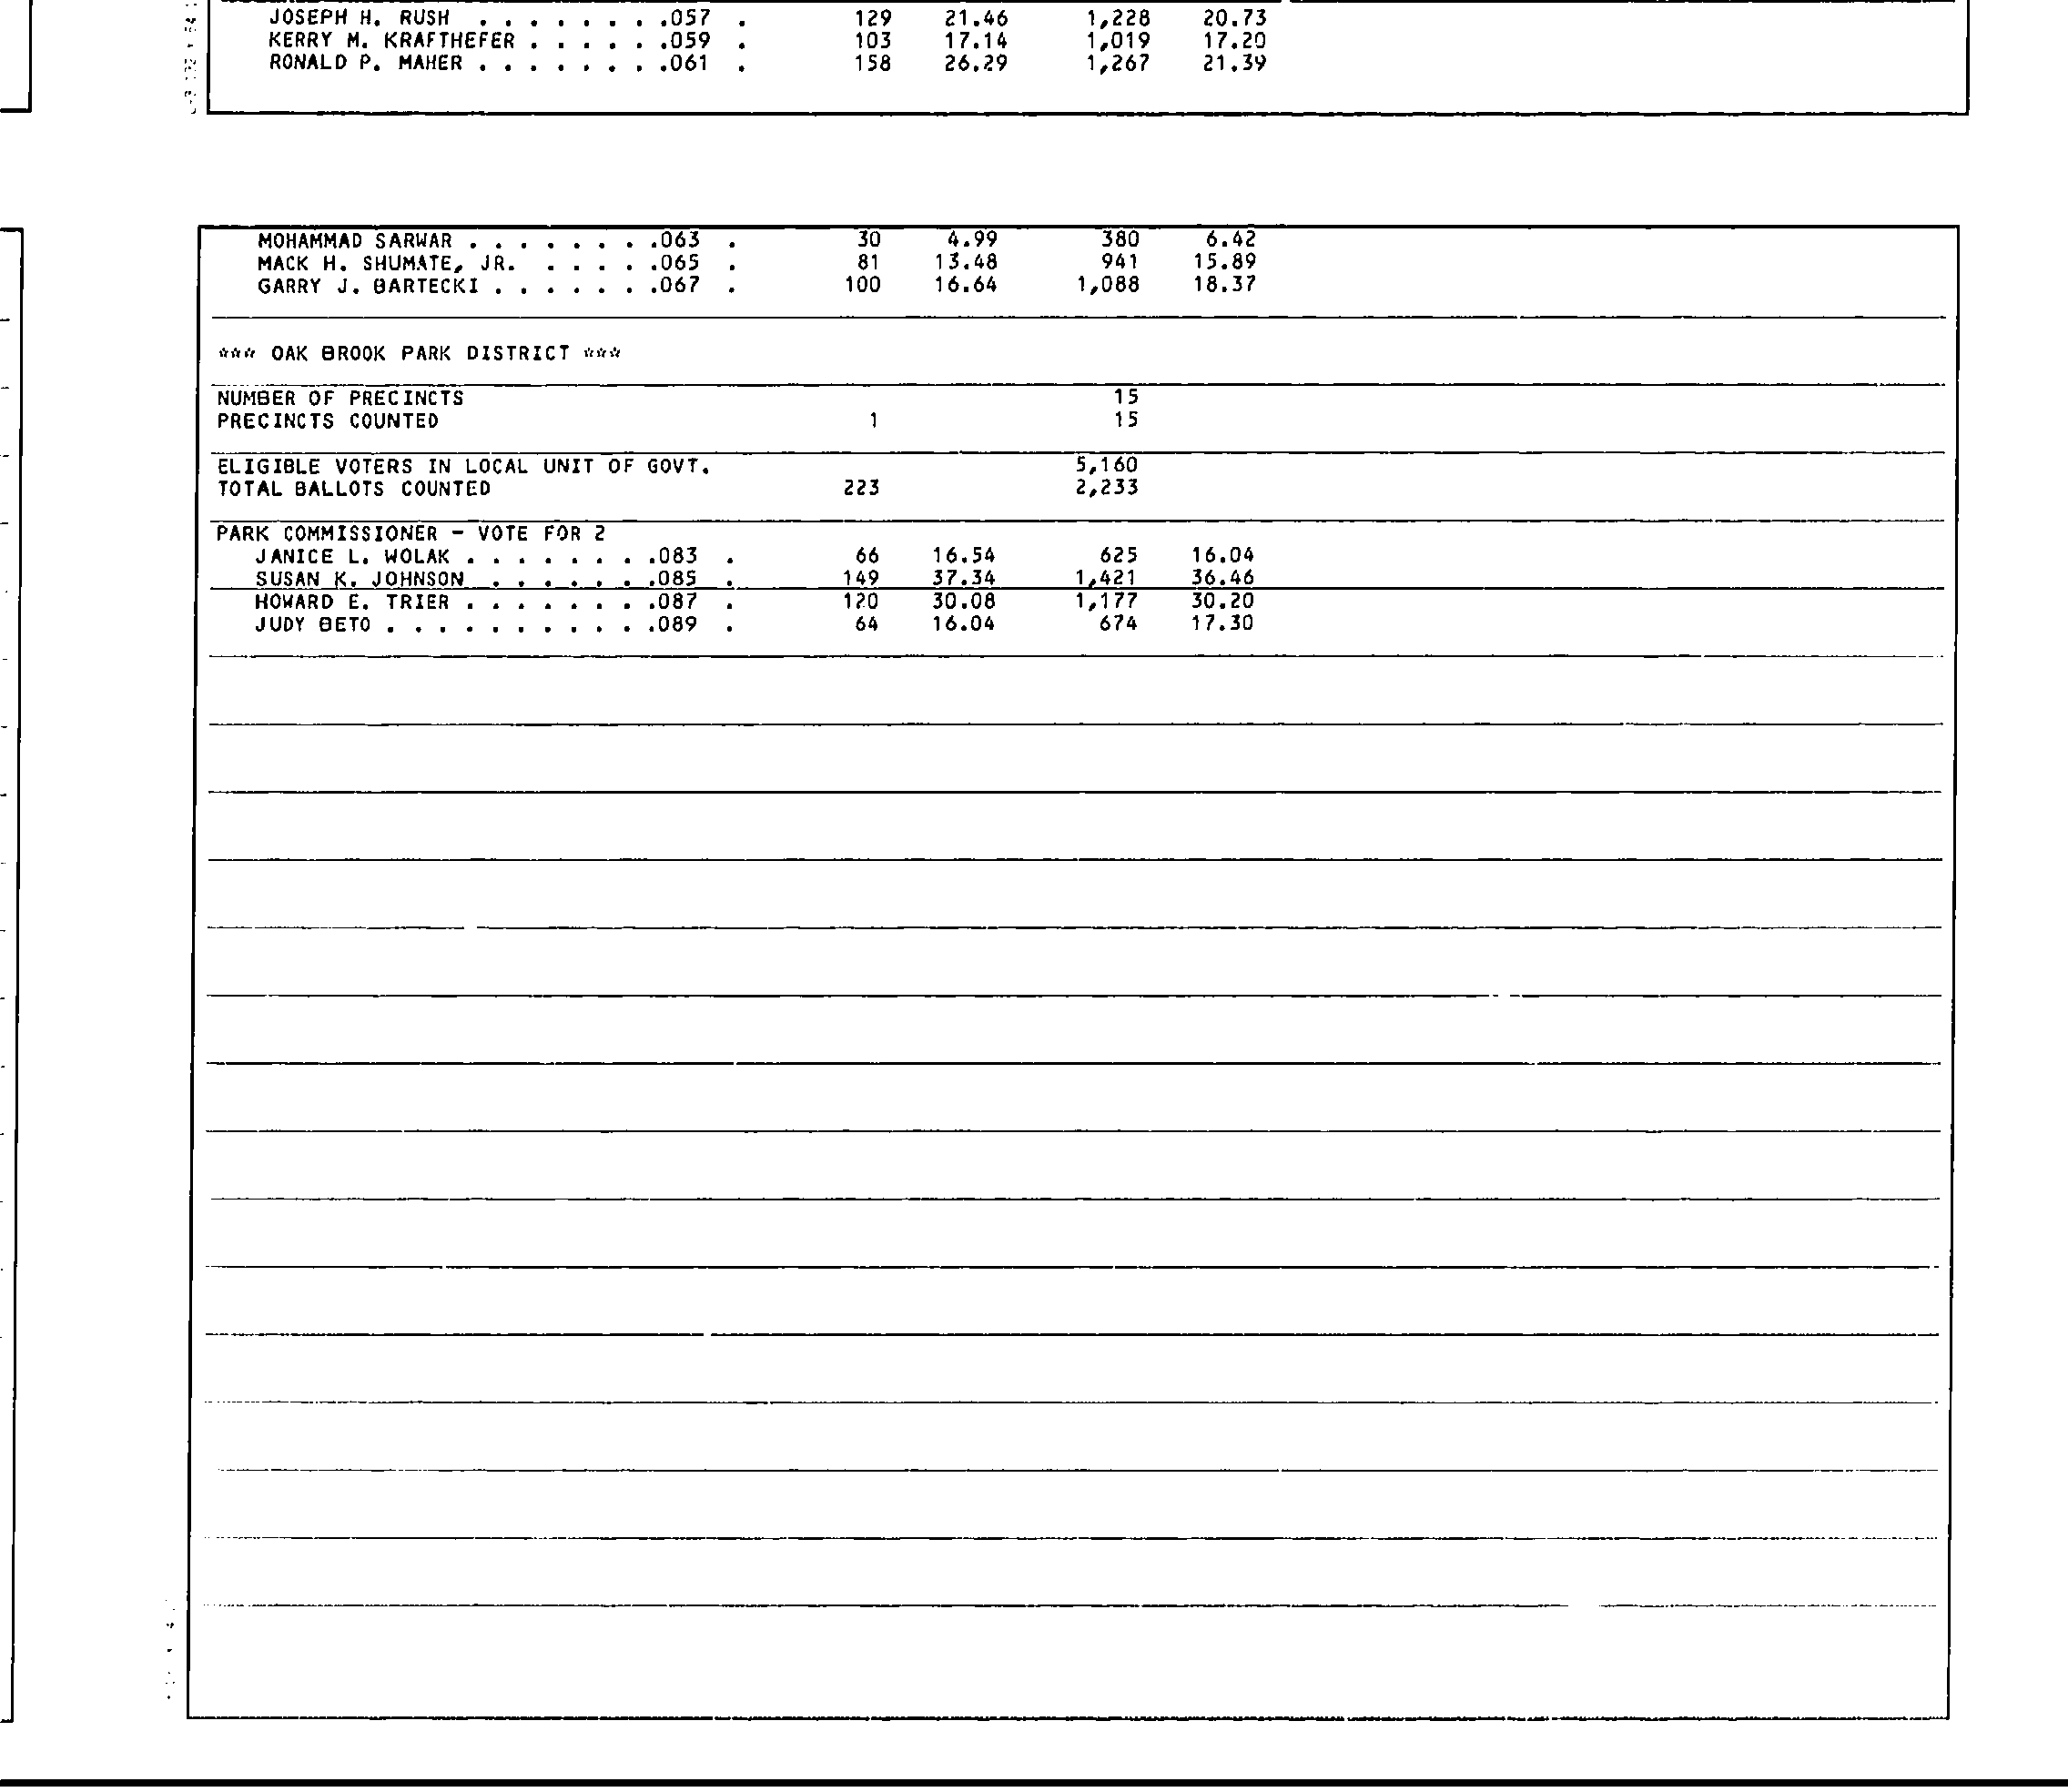 JOSEPH H. RUSH . . . . . . . .057 . 129 21.46 1,228 20.73
KERRY M. KRAFTHEFER . . . . . .059 . 103 17.14 1,019 17.20
RONALD P. MAHER . . . . . . . .061 . 158 26.29 1,267 21.39
MOHAMMAD SARWAR . . . . . . . .063 . 30 4.99 380 6.42
MACK H. SHUMATE, JR. . . . . .065 . 81 13.48 941 15.89
GARRY J. BARTECKI . . . . . . .067 . 100 16.64 1,088 18.37
*** OAK BROOK PARK DISTRICT ***
NUMBER OF PRECINCTS 15
PRECINCTS COUNTED 1 15
ELIGIBLE VOTERS IN LOCAL UNIT OF GOVT. 5,160
TOTAL BALLOTS COUNTED 223 2,233
PARK COMMISSIONER - VOTE FOR 2
JANICE L. WOLAK . . . . . . . .083 . 66 16.54 625 16.04
SUSAN K. JOHNSON . . . . . . .085 . 149 37.34 1,421 36.46
HOWARD E. TRIER . . . . . . . .087 . 120 30.08 1,177 30.20
JUDY BETO . . . . . . . . . . .089 . 64 16.04 674 17.30